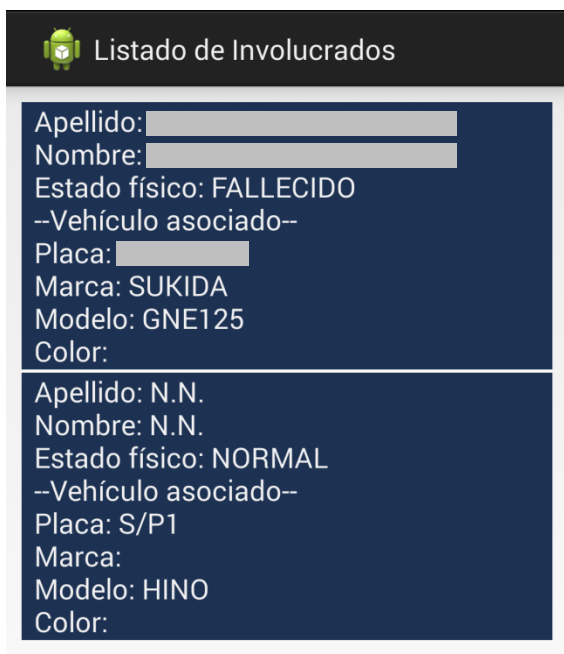 Listado de Involucrados
Apellido:
Nombre:
Estado físico: FALLECIDO
--Vehículo asociado--
Placa:
Marca: SUKIDA
Modelo: GNE125
Color:
Apellido: N.N.
Nombre: N.N.
Estado físico: NORMAL
--Vehículo asociado--
Placa: S/P1
Marca:
Modelo: HINO
Color: